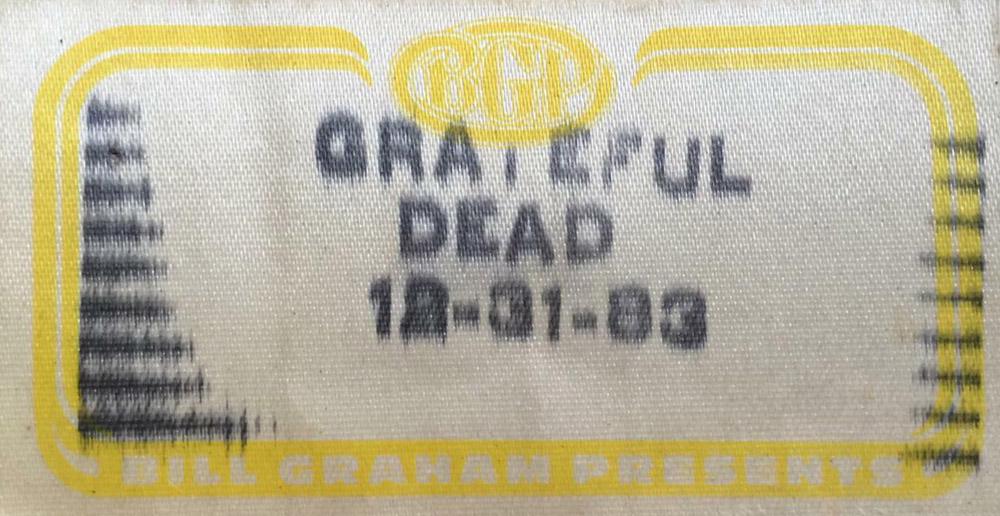 BGP
GRATEFUL
DEAD
12-31-83
BILL GRAHAM PRESENTS